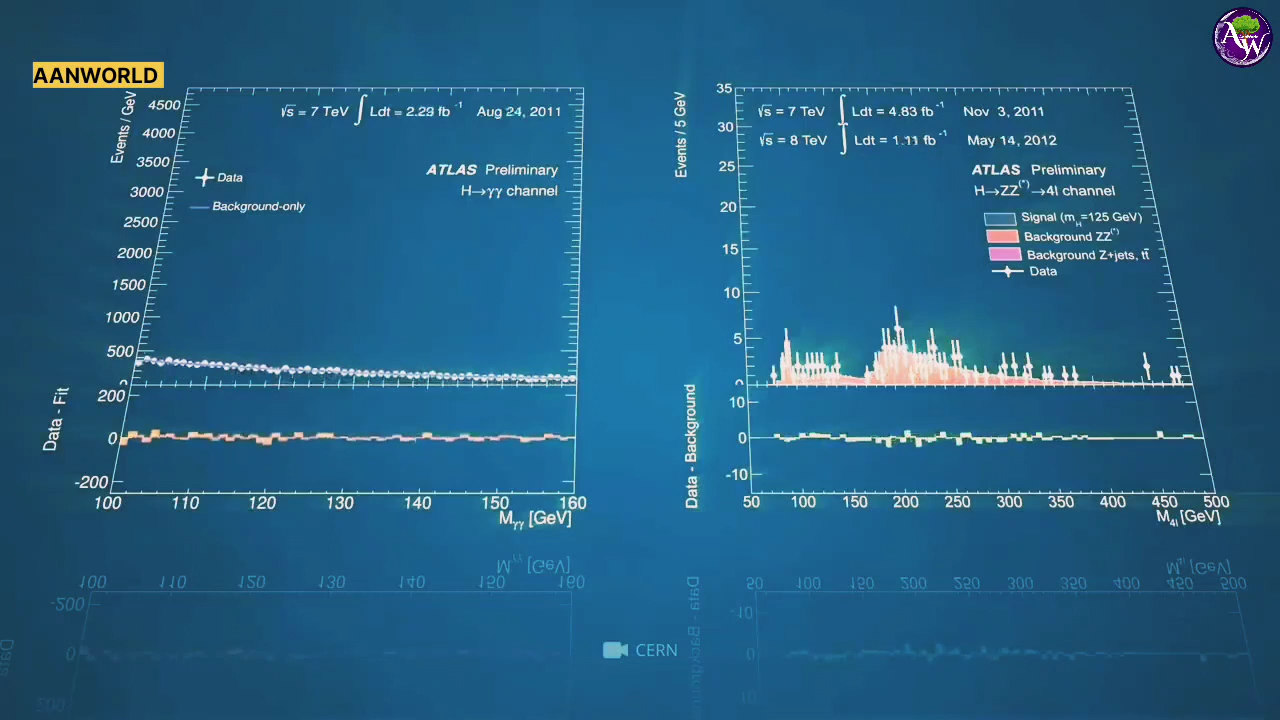 AANWORLD
AW
Events / GeV
4500
4000
3500
3000
2500
2000
1500
1000
500
0
√s = 7 TeV ∫ Ldt = 2.29 fb⁻¹ Aug 24, 2011
ATLAS Preliminary
H→γγ channel
Data
Background-only
Data - Fit
200
0
-200
100 110 120 130 140 150 160
Mγγ [GeV]
Events / 5 GeV
35
30
25
20
15
10
5
0
√s = 7 TeV ∫ Ldt = 4.83 fb⁻¹ Nov 3, 2011
√s = 8 TeV ∫ Ldt = 1.11 fb⁻¹ May 14, 2012
ATLAS Preliminary
H→ZZ(*)→4l channel
Signal (mH=125 GeV)
Background ZZ(*)
Background Z+jets, tt̄
Data
Data - Background
10
0
-10
50 100 150 200 250 300 350 400 450 500
M4l [GeV]
CERN